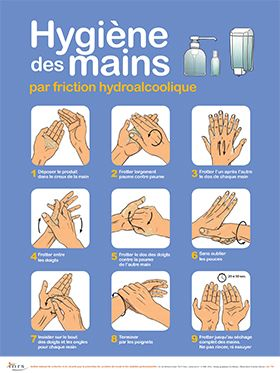 Hygiène
des mains
par friction hydroalcoolique
1 Déposer le produit
dans le creux de la main
2 Frotter largement
paume contre paume
3 Frotter l'un après l'autre
le dos de chaque main
4 Frotter entre
les doigts
5 Frotter le dos des doigts
contre la paume
de l'autre main
6 Sans oublier
les pouces
7 Insister sur le bout
des doigts et les ongles
pour chaque main
8 Terminer
par les poignets
9 Frotter jusqu'au séchage
complet des mains.
Ne pas rincer, ni essuyer